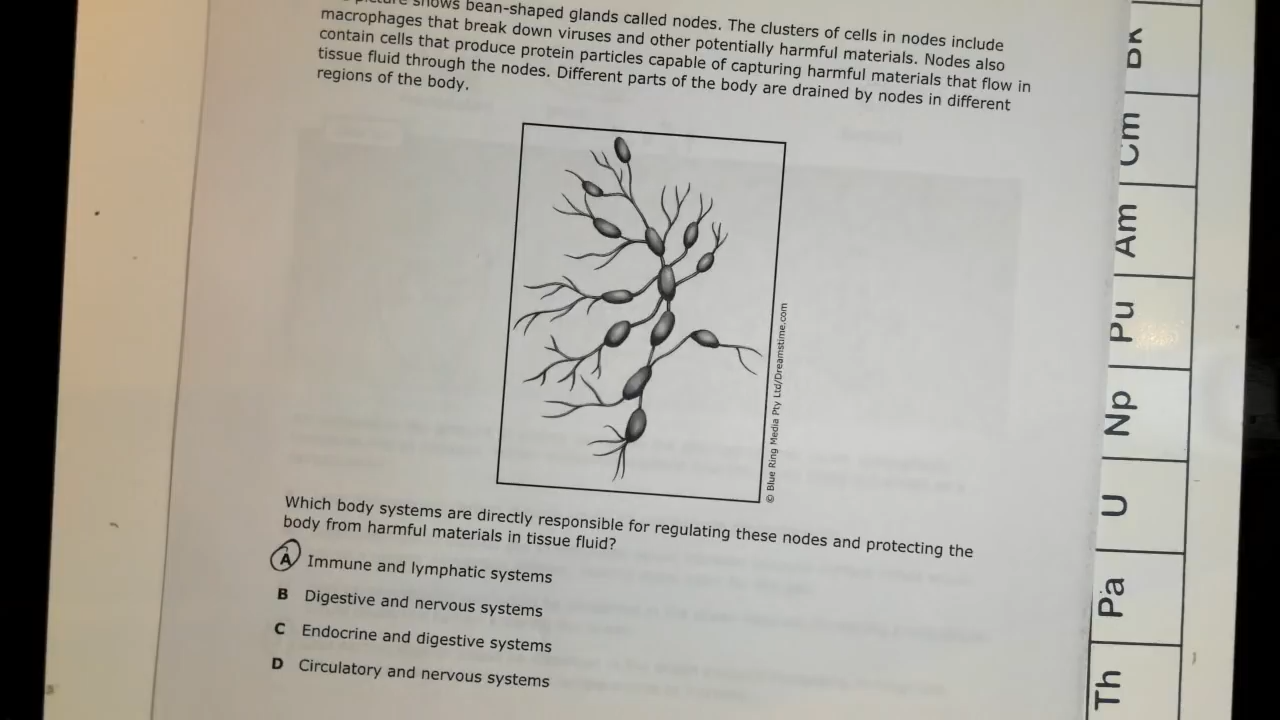 shows bean-shaped glands called nodes. The clusters of cells in nodes include
macrophages that break down viruses and other potentially harmful materials. Nodes also
contain cells that produce protein particles capable of capturing harmful materials that flow in
tissue fluid through the nodes. Different parts of the body are drained by nodes in different
regions of the body.
© Blue Ring Media Pty Ltd/Dreamstime.com
Which body systems are directly responsible for regulating these nodes and protecting the
body from harmful materials in tissue fluid?
A Immune and lymphatic systems
B Digestive and nervous systems
C Endocrine and digestive systems
D Circulatory and nervous systems
Bk
Cm
Am
Pu
Np
U
Pa
Th